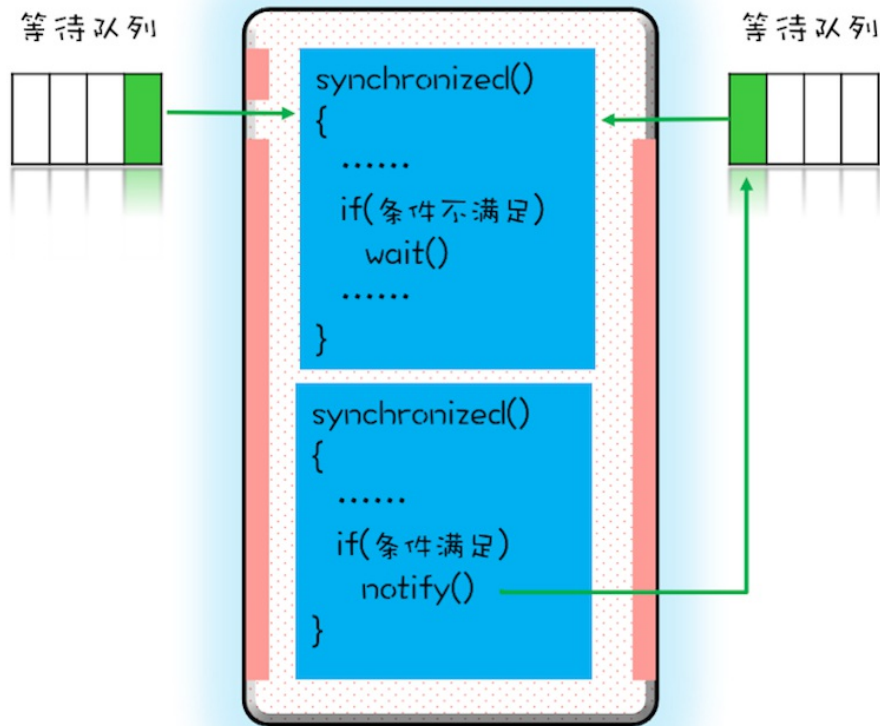 等待队列
等待队列
synchronized()
{
......
if(条件不满足)
wait()
......
}
synchronized()
{
......
if(条件满足)
notify()
}